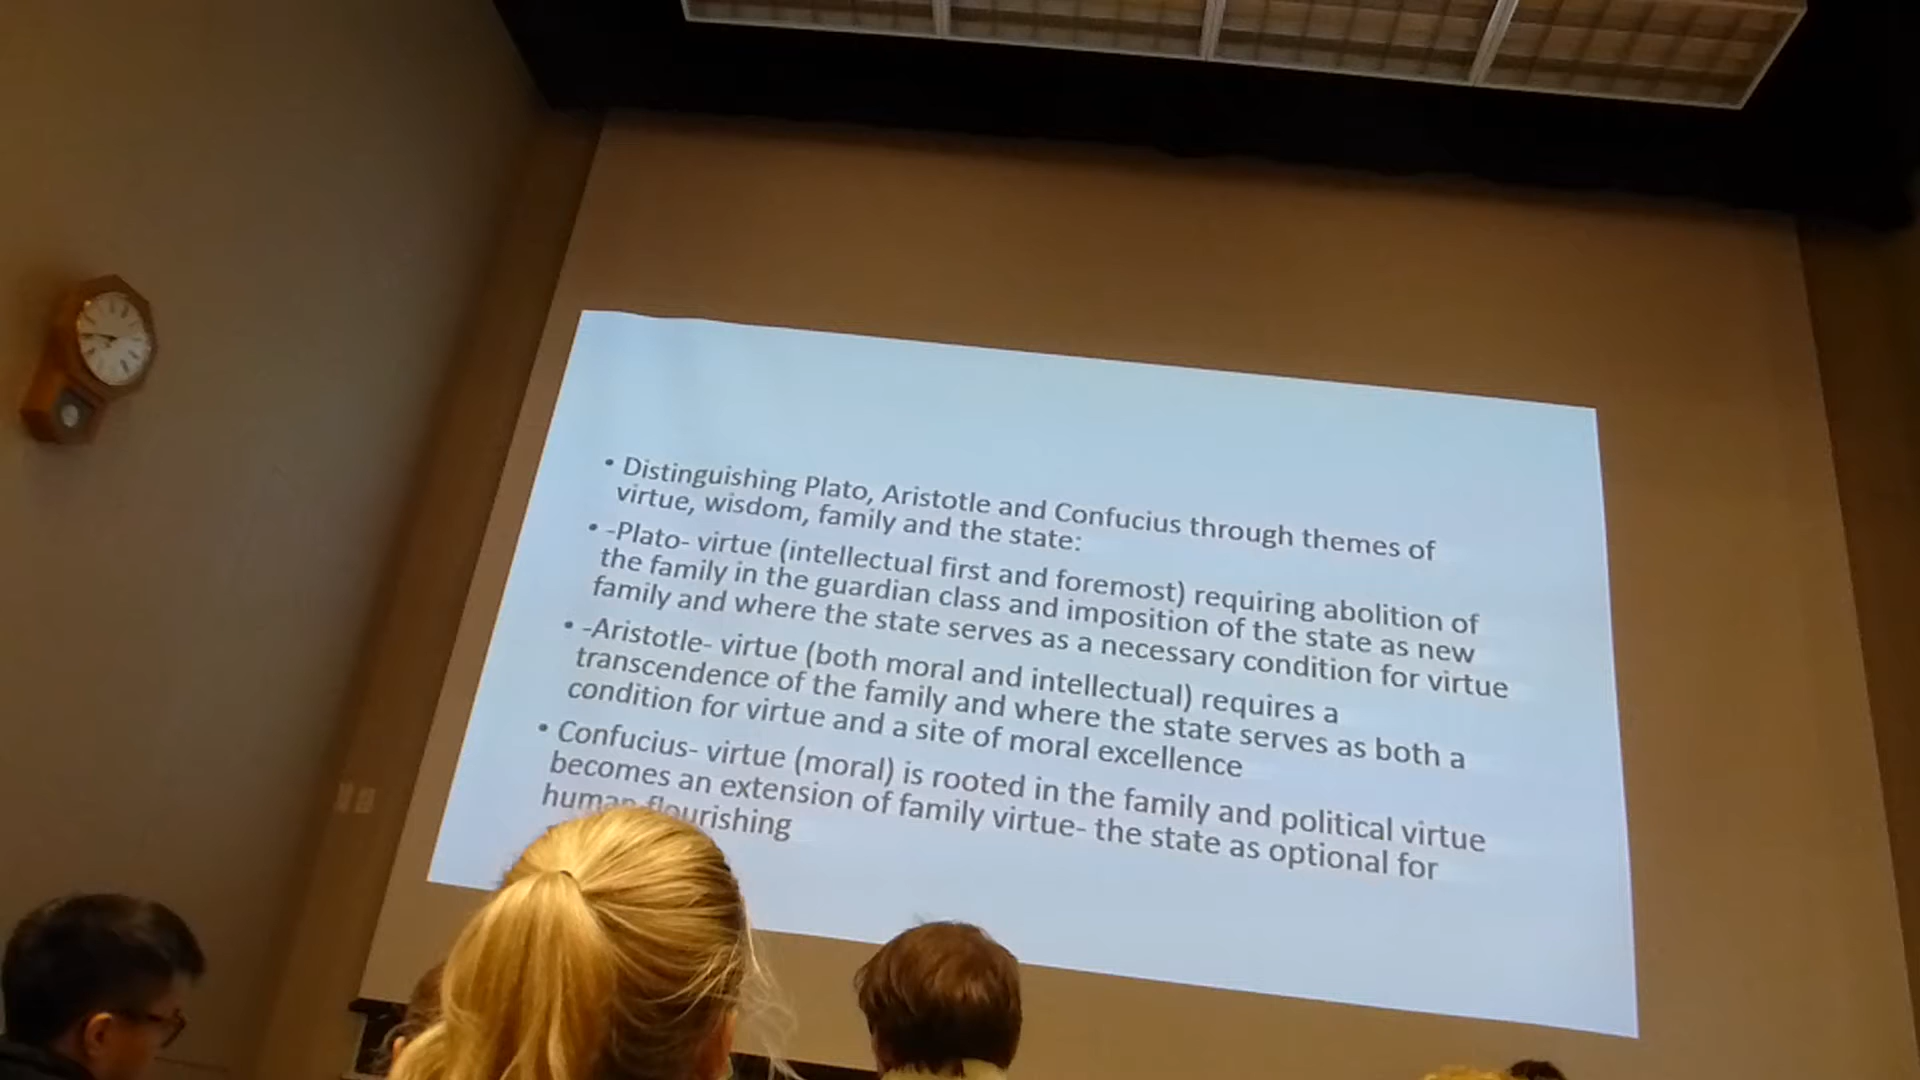 • Distinguishing Plato, Aristotle and Confucius through themes of
virtue, wisdom, family and the state:
• -Plato- virtue (intellectual first and foremost) requiring abolition of
the family in the guardian class and imposition of the state as new
family and where the state serves as a necessary condition for virtue
• -Aristotle- virtue (both moral and intellectual) requires a
transcendence of the family and where the state serves as both a
condition for virtue and a site of moral excellence
• Confucius- virtue (moral) is rooted in the family and political virtue
becomes an extension of family virtue- the state as optional for
human flourishing